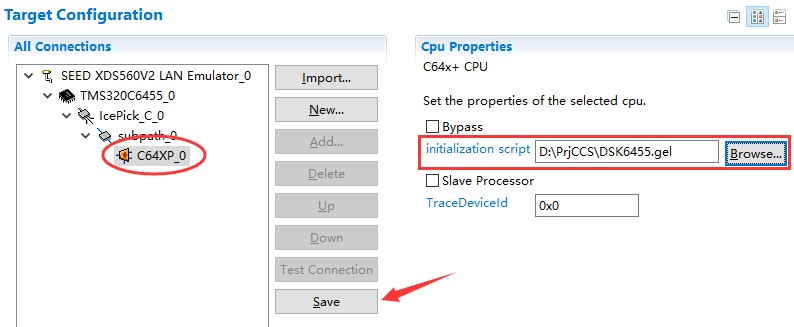 Target Configuration
All Connections
SEED XDS560V2 LAN Emulator_0
TMS320C6455_0
IcePick_C_0
subpath_0
C64XP_0
Import...
New...
Add...
Delete
Up
Down
Test Connection
Save
Cpu Properties
C64x+ CPU
Set the properties of the selected cpu.
Bypass
initialization script D:\PrjCCS\DSK6455.gel Browse...
Slave Processor
TraceDeviceId 0x0